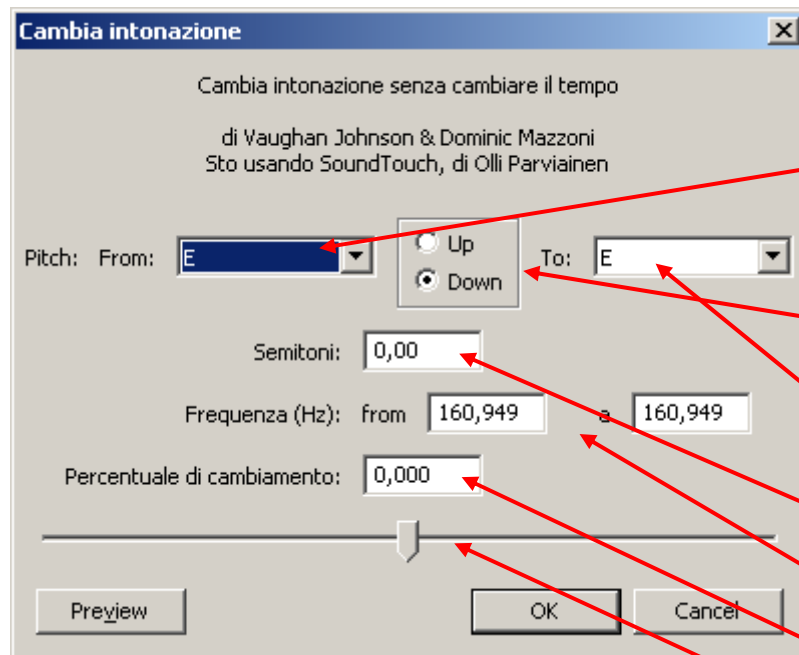 Cambia intonazione
Cambia intonazione senza cambiare il tempo
di Vaughan Johnson & Dominic Mazzoni
Sto usando SoundTouch, di Olli Parviainen
Pitch: From: E Up Down To: E
Semitoni: 0,00
Frequenza (Hz): from 160,949 a 160,949
Percentuale di cambiamento: 0,000
Preview OK Cancel